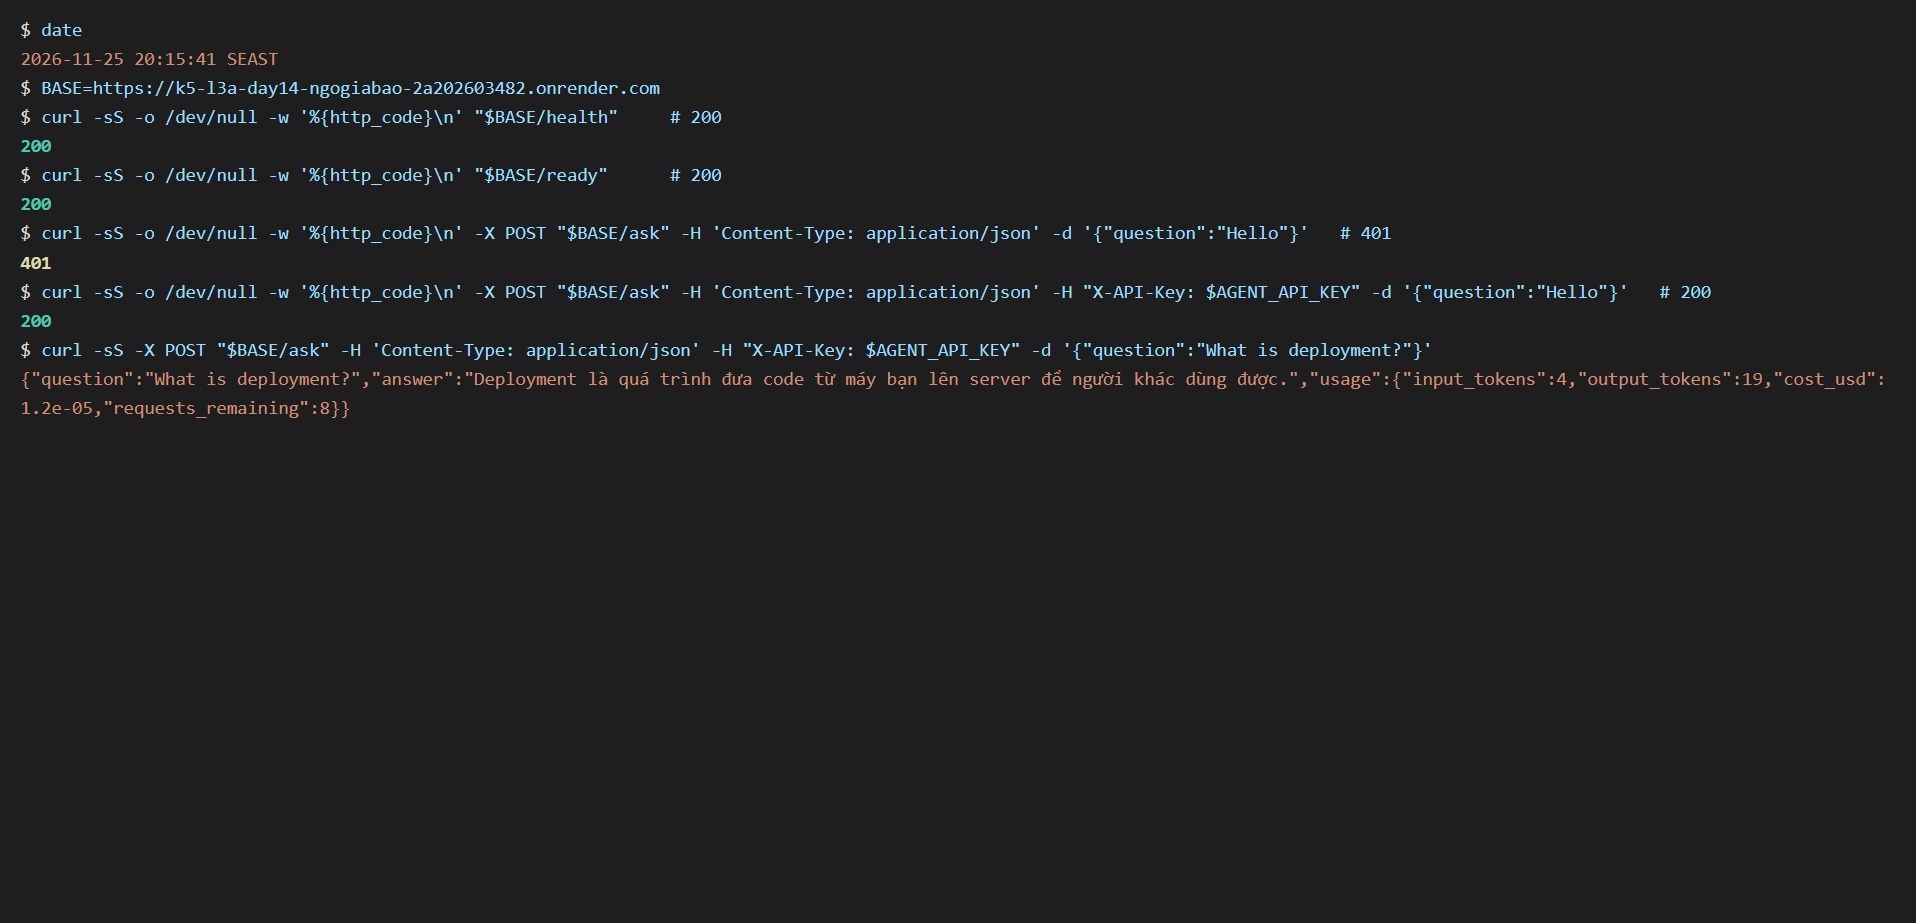 $ date
2026-11-25 20:15:41 SEAST
$ BASE=https://k5-l3a-day14-ngogiabao-2a202603482.onrender.com
$ curl -sS -o /dev/null -w '%{http_code}\n' "$BASE/health"     # 200
200
$ curl -sS -o /dev/null -w '%{http_code}\n' "$BASE/ready"      # 200
200
$ curl -sS -o /dev/null -w '%{http_code}\n' -X POST "$BASE/ask" -H 'Content-Type: application/json' -d '{"question":"Hello"}'   # 401
401
$ curl -sS -o /dev/null -w '%{http_code}\n' -X POST "$BASE/ask" -H 'Content-Type: application/json' -H "X-API-Key: $AGENT_API_KEY" -d '{"question":"Hello"}'   # 200
200
$ curl -sS -X POST "$BASE/ask" -H 'Content-Type: application/json' -H "X-API-Key: $AGENT_API_KEY" -d '{"question":"What is deployment?"}'
{"question":"What is deployment?","answer":"Deployment là quá trình đưa code từ máy bạn lên server để người khác dùng được.","usage":{"input_tokens":4,"output_tokens":19,"cost_usd":
1.2e-05,"requests_remaining":8}}